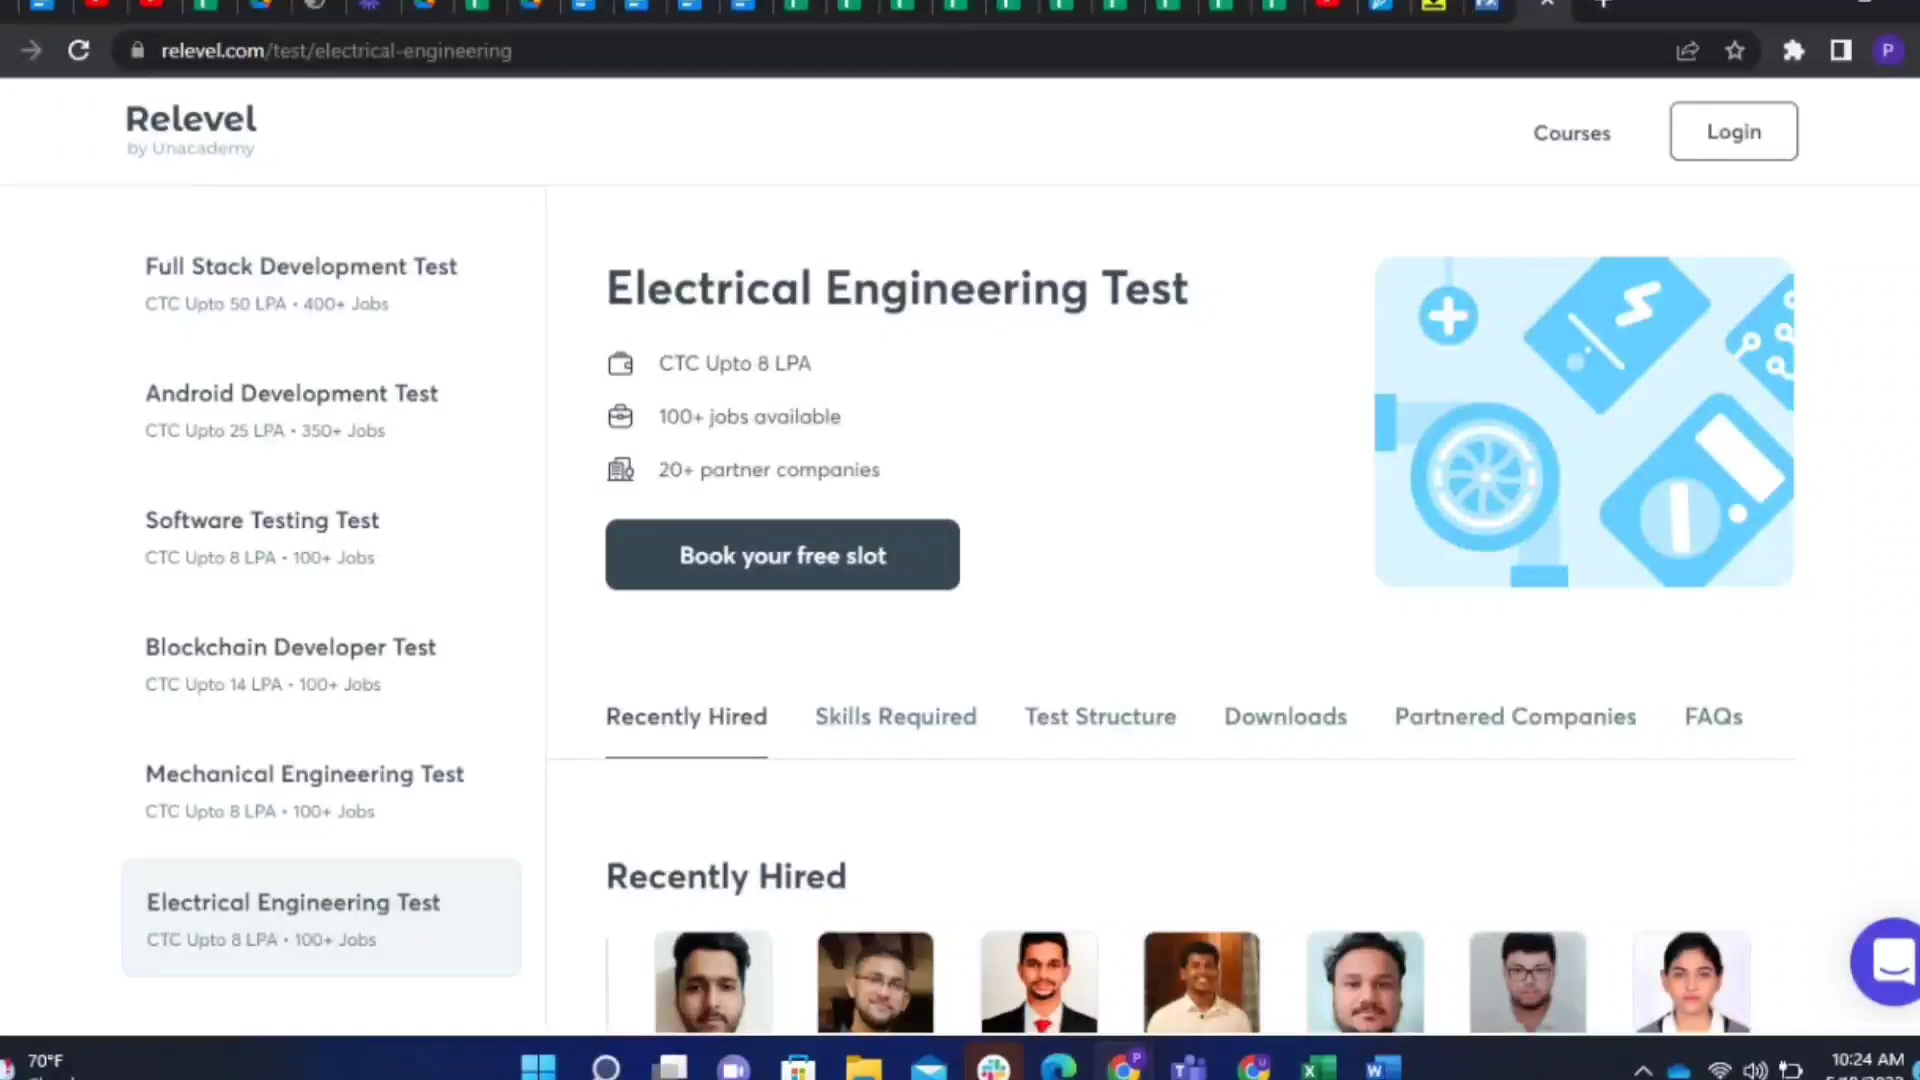 relevel.com/test/electrical-engineering
P
Relevel
by Unacademy
Courses
Login
Full Stack Development Test
CTC Upto 50 LPA • 400+ Jobs
Android Development Test
CTC Upto 25 LPA • 350+ Jobs
Software Testing Test
CTC Upto 8 LPA • 100+ Jobs
Blockchain Developer Test
CTC Upto 14 LPA • 100+ Jobs
Mechanical Engineering Test
CTC Upto 8 LPA • 100+ Jobs
Electrical Engineering Test
CTC Upto 8 LPA • 100+ Jobs
Electrical Engineering Test
CTC Upto 8 LPA
100+ jobs available
20+ partner companies
Book your free slot
Recently Hired
Skills Required
Test Structure
Downloads
Partnered Companies
FAQs
Recently Hired
70°F
10:24 AM